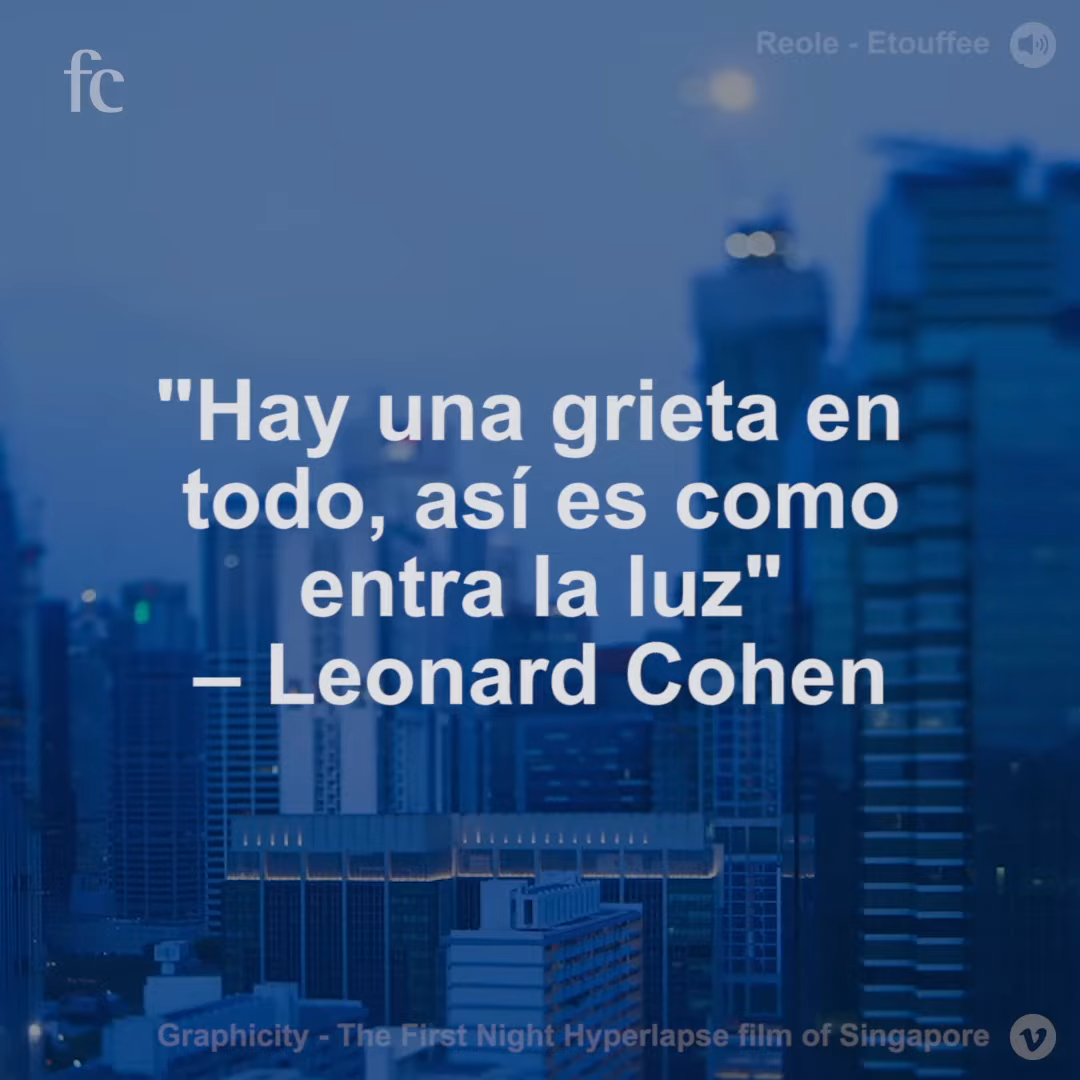 fc
Reole - Etouffee
"Hay una grieta en
todo, así es como
entra la luz"
– Leonard Cohen
Graphicity - The First Night Hyperlapse film of Singapore